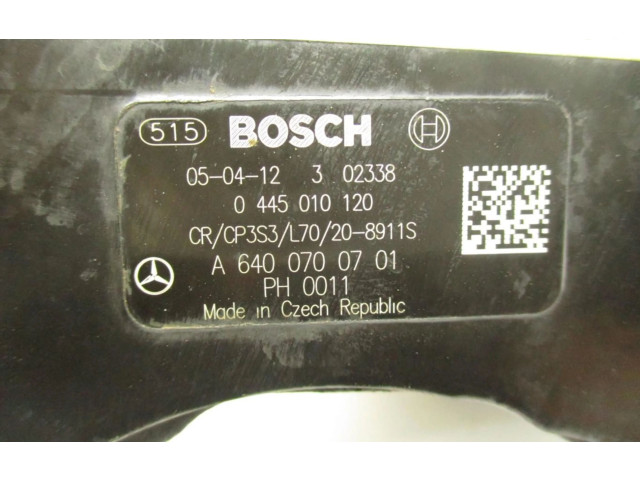 515 BOSCH
05-04-12 3 02338
0 445 010 120
CR/CP3S3/L70/20-8911S
A 640 070 07 01
PH 0011
Made in Czech Republic